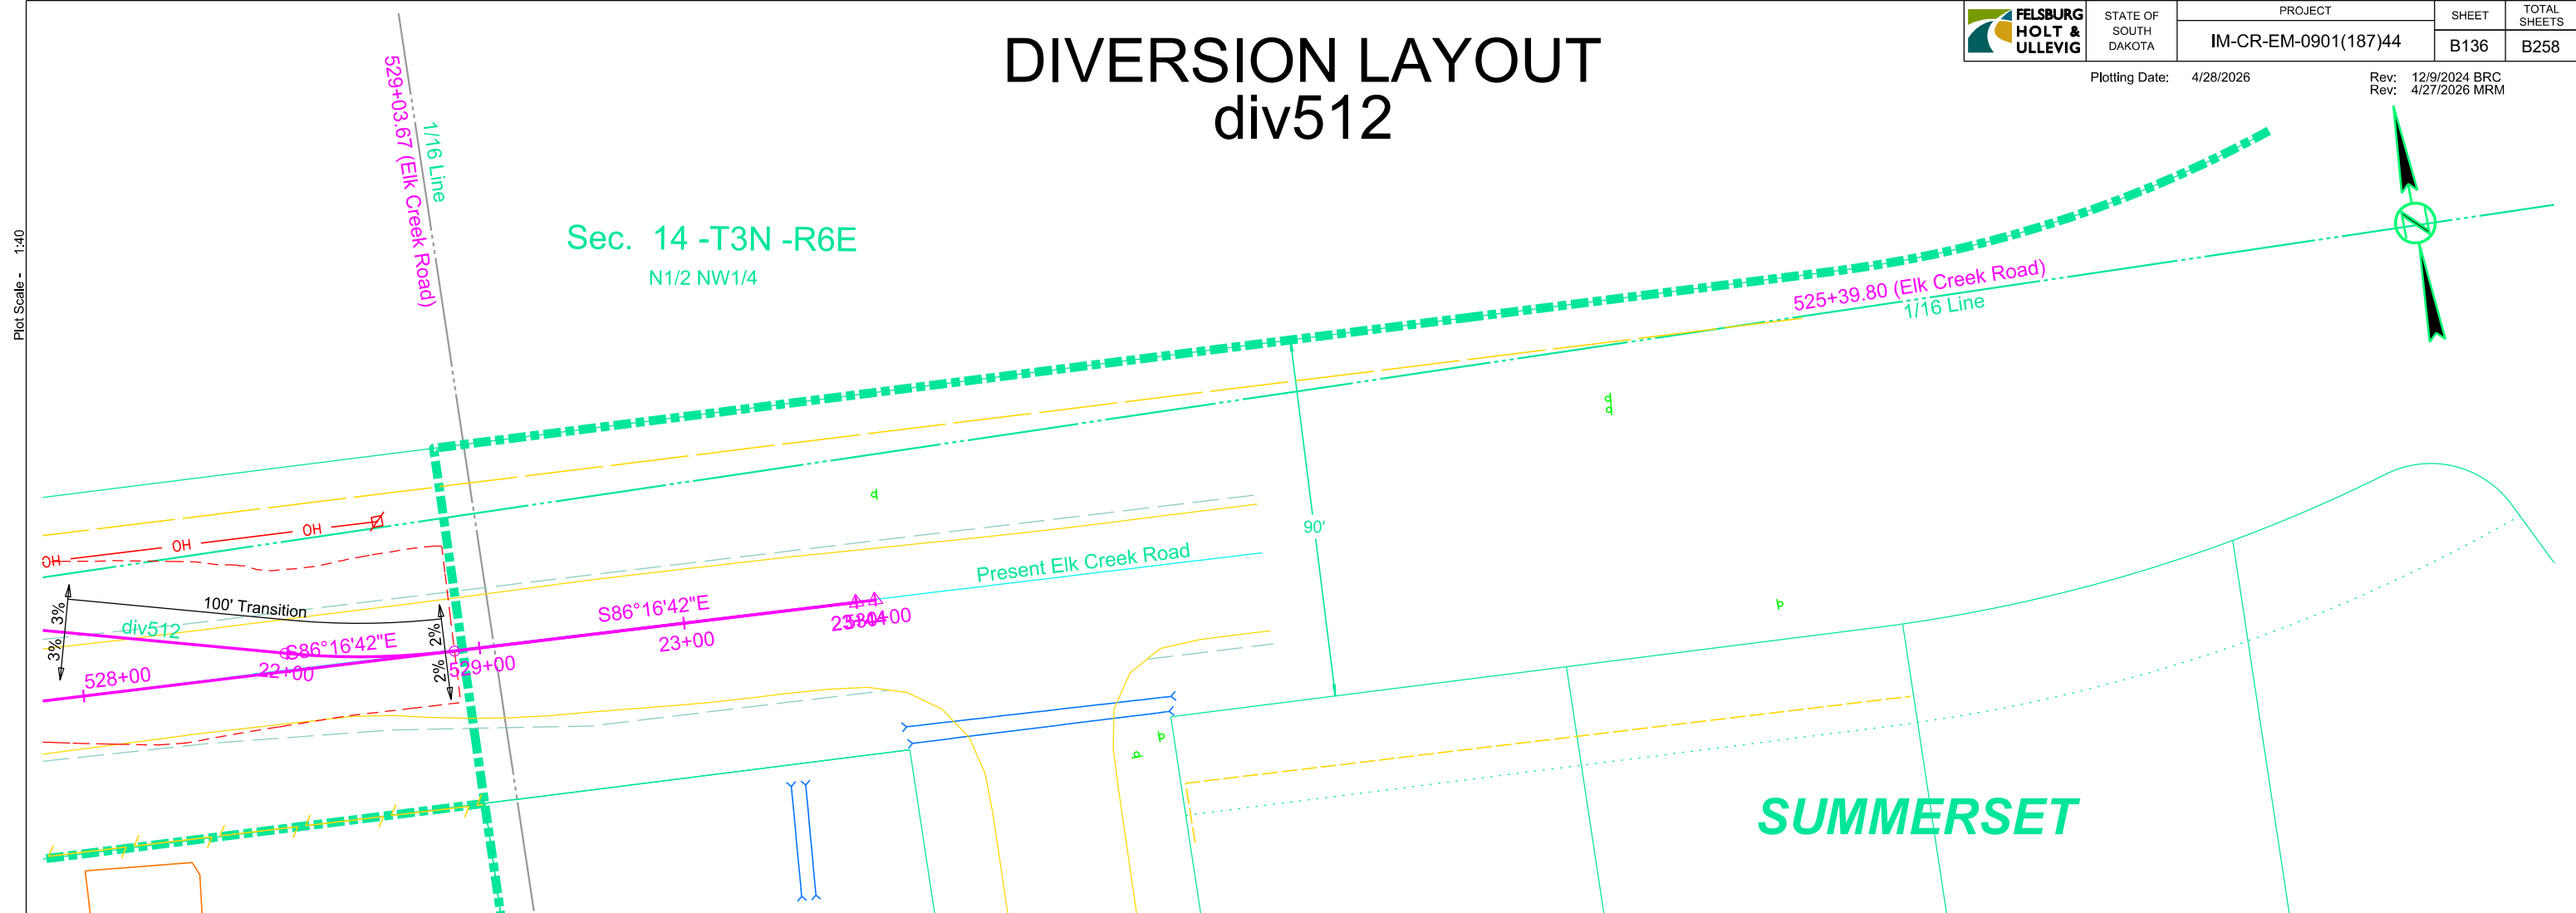 DIVERSION LAYOUT
div512
FELSBURG
HOLT &
ULLEVIG
STATE OF
SOUTH
DAKOTA
PROJECT
IM-CR-EM-0901(187)44
SHEET
B136
TOTAL
SHEETS
B258
Plotting Date: 4/28/2026
Rev: 12/9/2024 BRC
Rev: 4/27/2026 MRM
Plot Scale - 1:40
529+03.67 (Elk Creek Road)
1/16 Line
Sec. 14 -T3N -R6E
N1/2 NW1/4
525+39.80 (Elk Creek Road)
1/16 Line
N
90'
Present Elk Creek Road
OH
OH
OH
100' Transition
3% 3%
2% 2%
div512
S86°16'42"E
S86°16'42"E
528+00
22+00
529+00
23+00
SUMMERSET